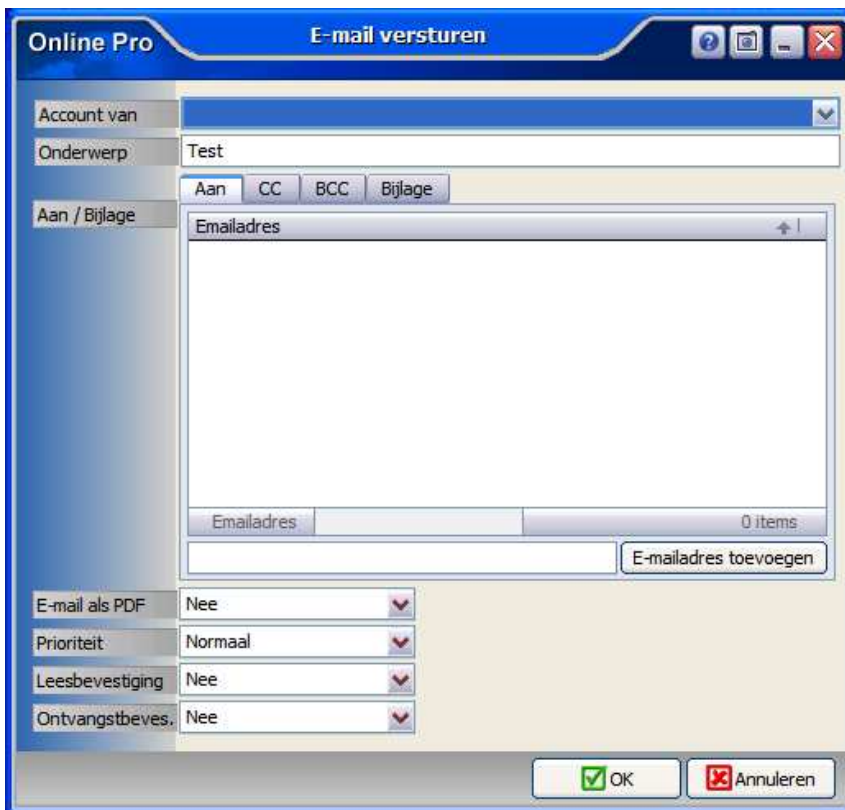 Online Pro
E-mail versturen
Account van
Onderwerp Test
Aan CC BCC Bijlage
Aan / Bijlage
Emailadres
Emailadres 0 items
E-mailadres toevoegen
E-mail als PDF Nee
Prioriteit Normaal
Leesbevestiging Nee
Ontvangstbeves. Nee
OK Annuleren